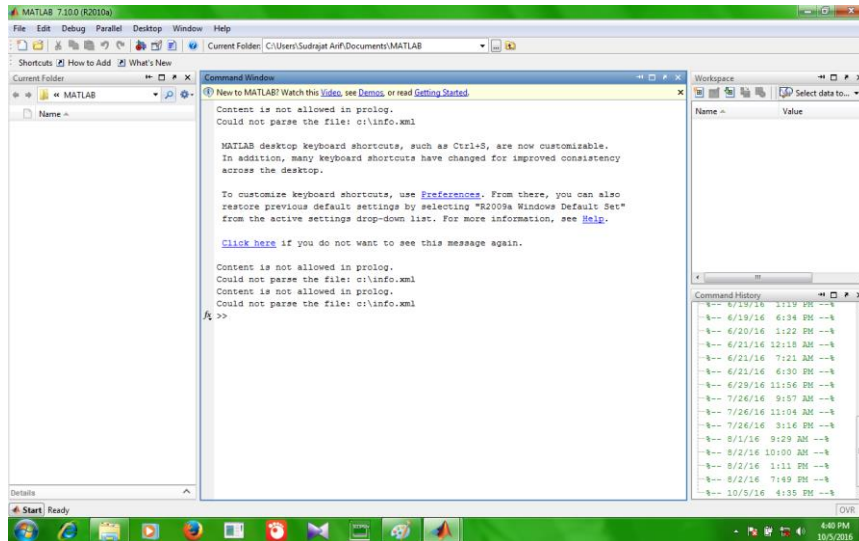 MATLAB 7.10.0 (R2010a)
File Edit Debug Parallel Desktop Window Help
Current Folder: C:\Users\Sudrajat Arif\Documents\MATLAB
Shortcuts How to Add What's New
Current Folder
« MATLAB
Name
Details
Command Window
New to MATLAB? Watch this Video, see Demos, or read Getting Started.
Content is not allowed in prolog.
Could not parse the file: c:\info.xml
MATLAB desktop keyboard shortcuts, such as Ctrl+S, are now customizable.
In addition, many keyboard shortcuts have changed for improved consistency
across the desktop.
To customize keyboard shortcuts, use Preferences. From there, you can also
restore previous default settings by selecting "R2009a Windows Default Set"
from the active settings drop-down list. For more information, see Help.
Click here if you do not want to see this message again.
Content is not allowed in prolog.
Could not parse the file: c:\info.xml
Content is not allowed in prolog.
Could not parse the file: c:\info.xml
fx >>
Workspace
Select data to...
Name Value
Command History
%-- 6/19/16 1:19 PM --%
%-- 6/19/16 6:34 PM --%
%-- 6/20/16 1:22 PM --%
%-- 6/21/16 12:18 AM --%
%-- 6/21/16 7:21 AM --%
%-- 6/21/16 6:30 PM --%
%-- 6/29/16 11:56 PM --%
%-- 7/26/16 9:57 AM --%
%-- 7/26/16 11:04 AM --%
%-- 7/26/16 3:16 PM --%
%-- 8/1/16 9:29 AM --%
%-- 8/2/16 10:00 AM --%
%-- 8/2/16 1:11 PM --%
%-- 8/2/16 7:49 PM --%
%-- 10/5/16 4:35 PM --%
Start Ready
OVR
4:40 PM
10/5/2016